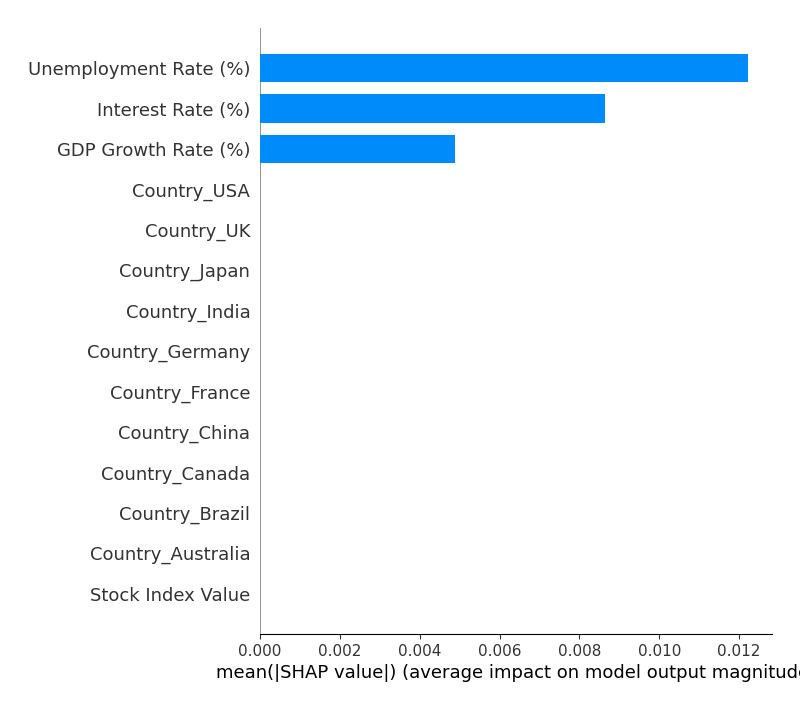 Unemployment Rate (%)
Interest Rate (%)
GDP Growth Rate (%)
Country_USA
Country_UK
Country_Japan
Country_India
Country_Germany
Country_France
Country_China
Country_Canada
Country_Brazil
Country_Australia
Stock Index Value
0.000 0.002 0.004 0.006 0.008 0.010 0.012
mean(|SHAP value|) (average impact on model output magnitude